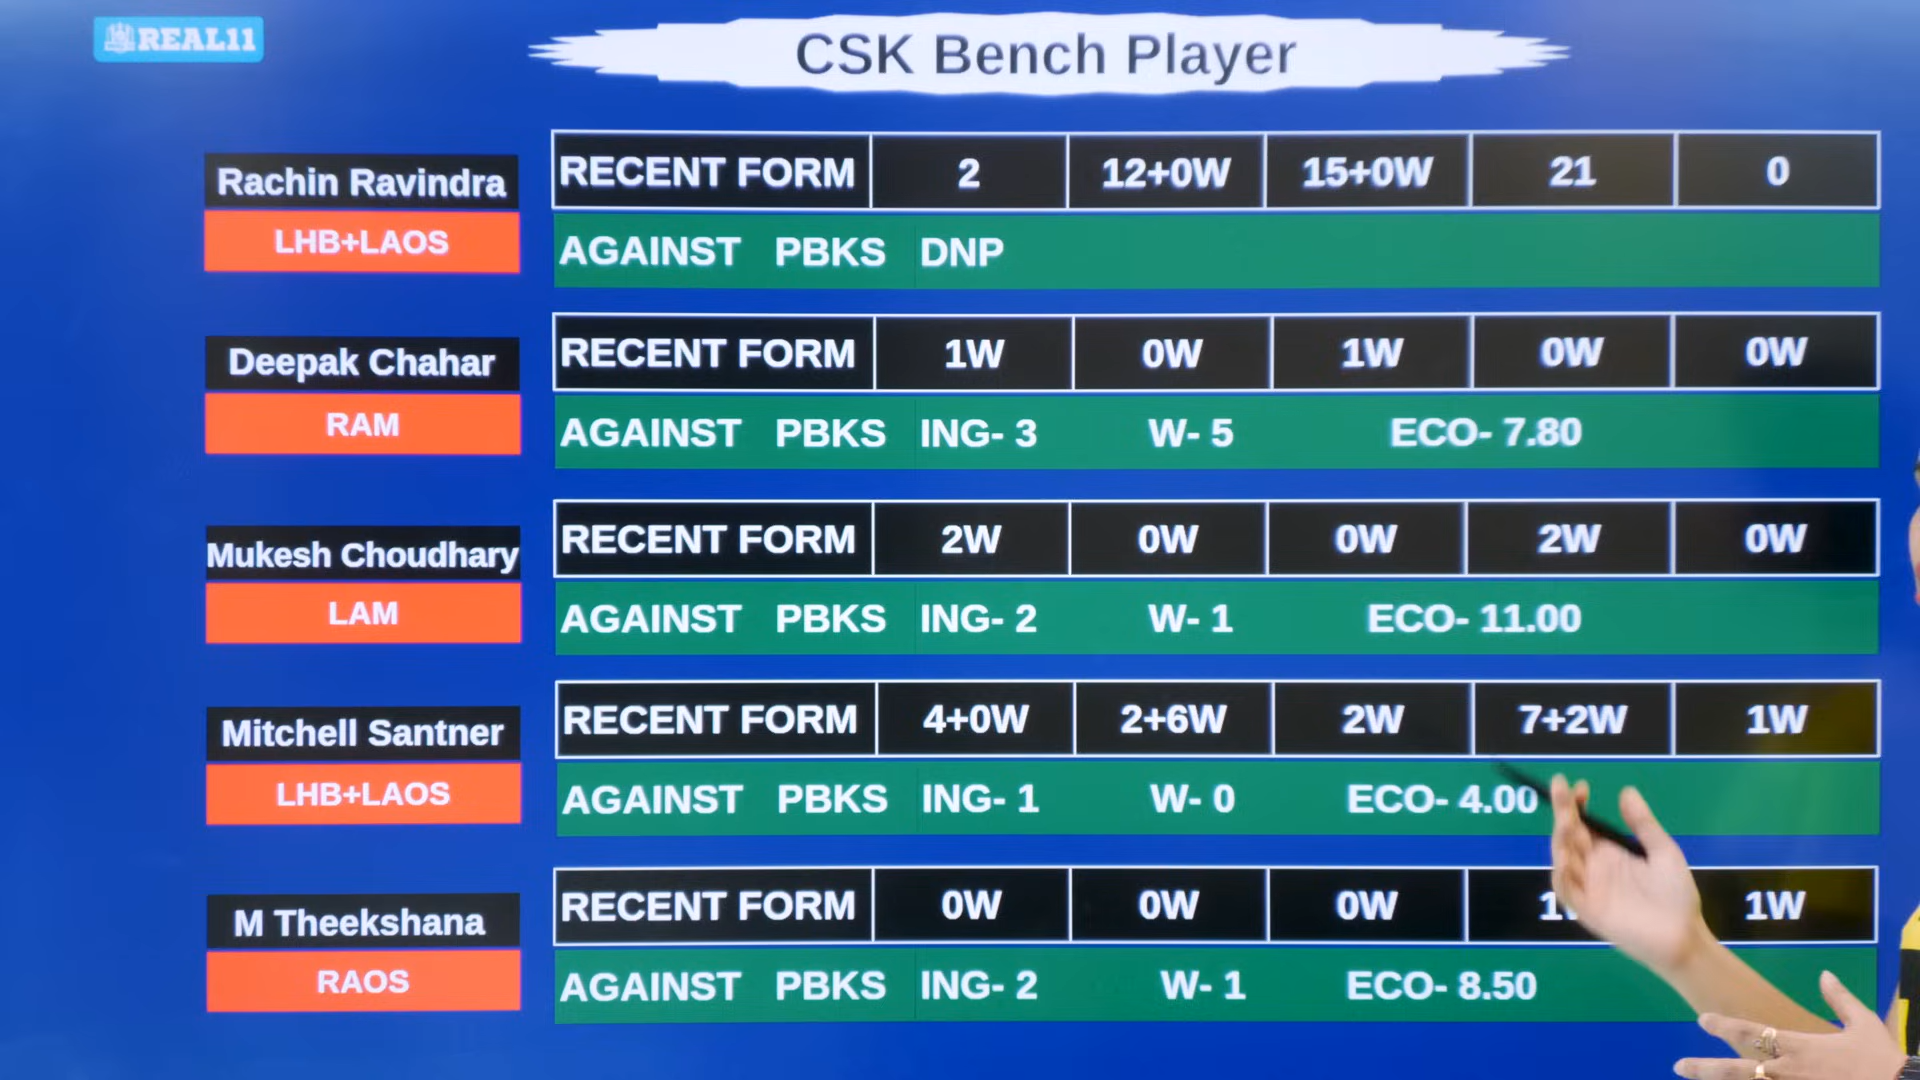 REAL11
CSK Bench Player
Rachin Ravindra
LHB+LAOS
RECENT FORM 2 12+0W 15+0W 21 0
AGAINST PBKS DNP
Deepak Chahar
RAM
RECENT FORM 1W 0W 1W 0W 0W
AGAINST PBKS ING- 3 W- 5 ECO- 7.80
Mukesh Choudhary
LAM
RECENT FORM 2W 0W 0W 2W 0W
AGAINST PBKS ING- 2 W- 1 ECO- 11.00
Mitchell Santner
LHB+LAOS
RECENT FORM 4+0W 2+6W 2W 7+2W 1W
AGAINST PBKS ING- 1 W- 0 ECO- 4.00
M Theekshana
RAOS
RECENT FORM 0W 0W 0W 1W
AGAINST PBKS ING- 2 W- 1 ECO- 8.50